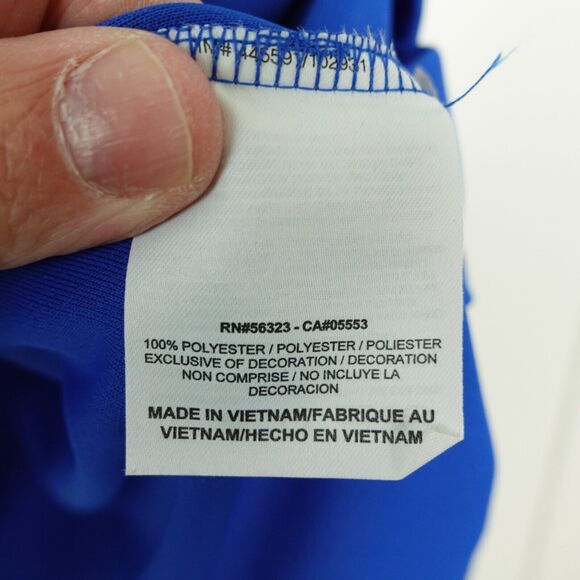 RN#56323 - CA#05553
100% POLYESTER / POLYESTER / POLIESTER
EXCLUSIVE OF DECORATION / DECORATION
NON COMPRISE / NO INCLUYE LA
DECORACION
MADE IN VIETNAM/FABRIQUE AU
VIETNAM/HECHO EN VIETNAM